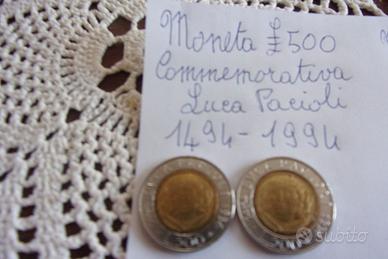 Moneta £500
Commemorativa
Luca Pacioli
1494-1994
subito